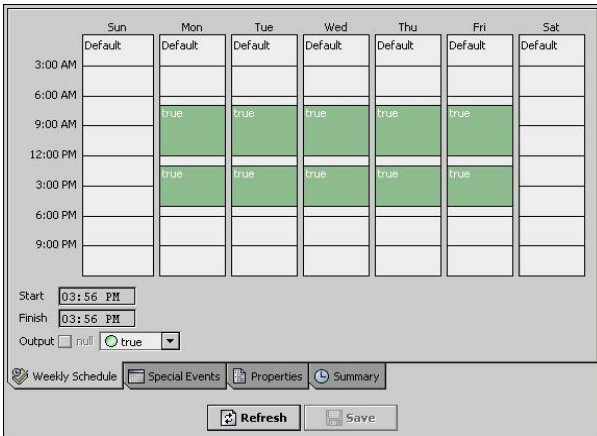 Sun Mon Tue Wed Thu Fri Sat
Default Default Default Default Default Default Default
3:00 AM
6:00 AM
9:00 AM true true true true true
12:00 PM
3:00 PM true true true true true
6:00 PM
9:00 PM
Start 03:56 PM
Finish 03:56 PM
Output null true
Weekly Schedule Special Events Properties Summary
Refresh Save